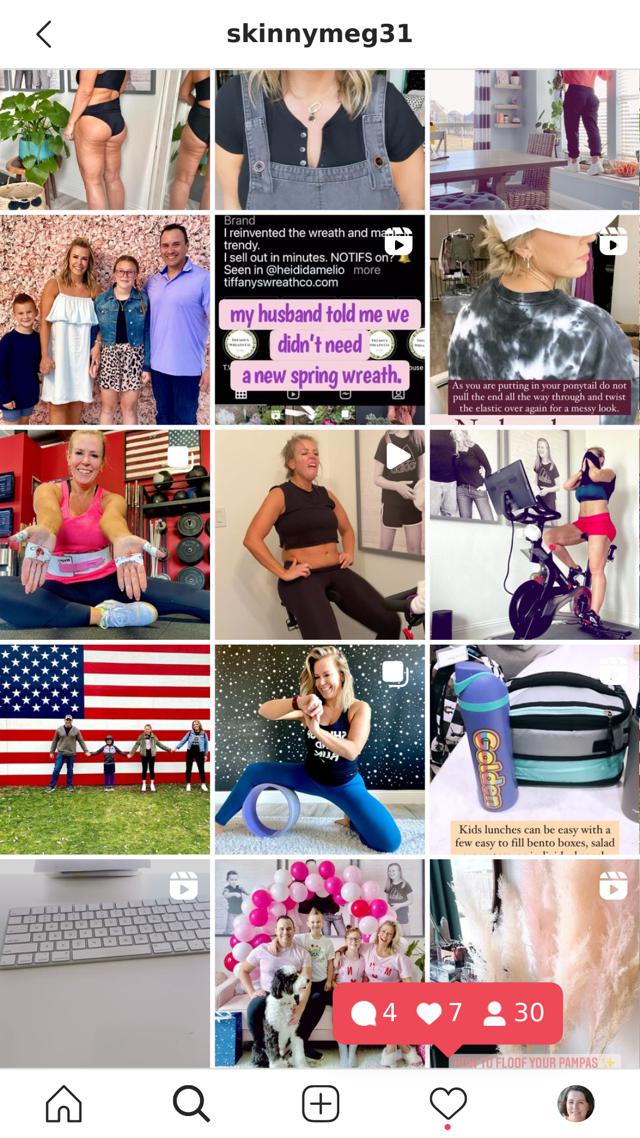 skinnymeg31
Brand
I reinvented the wreath and
trendy.
I sell out in minutes. NOTIFS on?
Seen in @heididamelio more
tiffanyswreathco.com
my husband told me we
didn't need
a new spring wreath.
As you are putting in your ponytail do not
pull the end all the way through and twist
the elastic over again for a messy look.
Golden
Kids lunches can be easy with a
few easy to fill bento boxes, salad
4 7 30
TO FLOOF YOUR PAMPAS